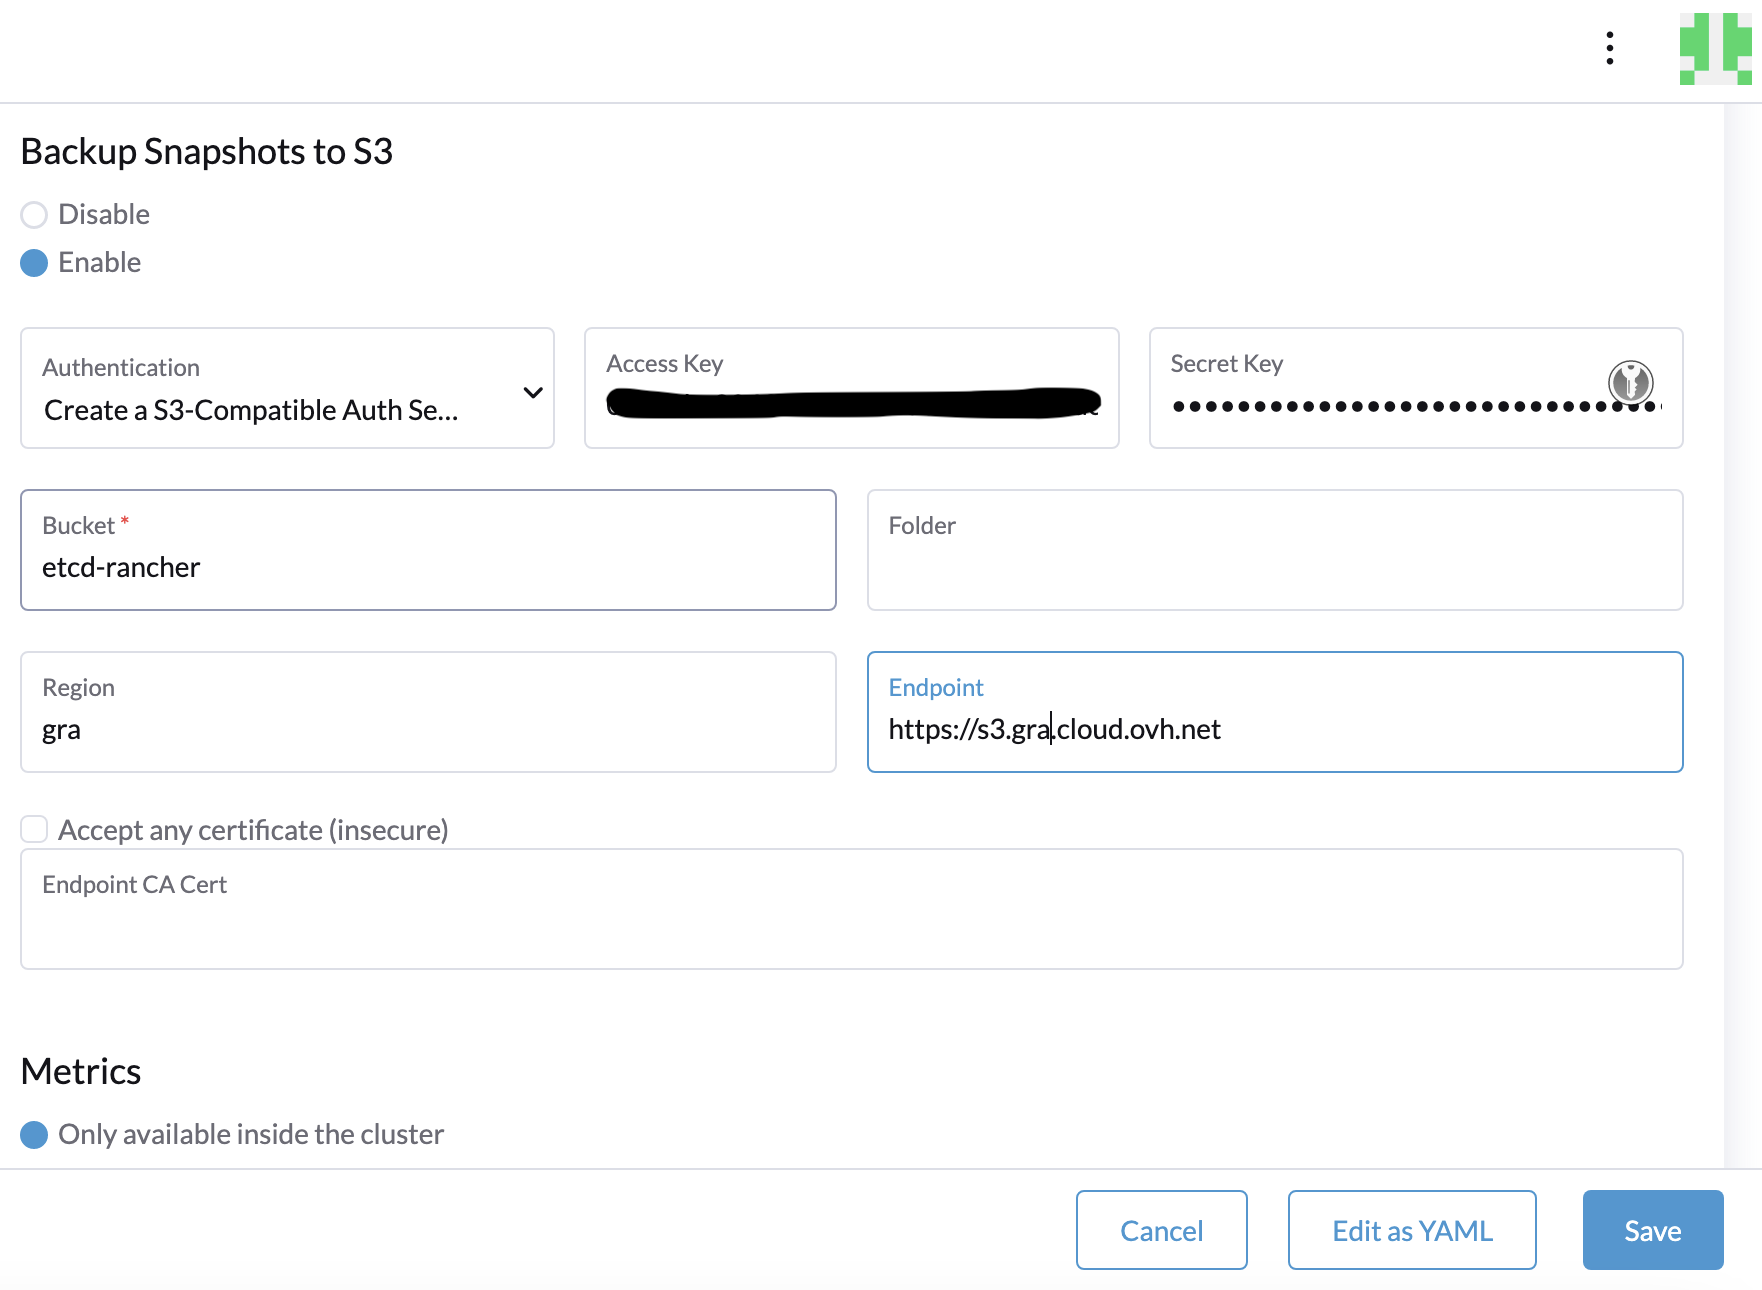 Backup Snapshots to S3
Disable
Enable
Authentication
Create a S3-Compatible Auth Se...
Access Key
Secret Key
Bucket *
etcd-rancher
Folder
Region
gra
Endpoint
https://s3.gra.cloud.ovh.net
Accept any certificate (insecure)
Endpoint CA Cert
Metrics
Only available inside the cluster
Cancel
Edit as YAML
Save